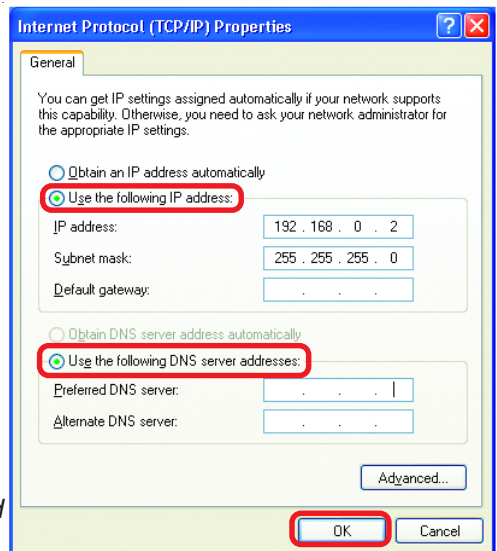 Internet Protocol (TCP/IP) Properties
General
You can get IP settings assigned automatically if your network supports
this capability. Otherwise, you need to ask your network administrator for
the appropriate IP settings.
Obtain an IP address automatically
Use the following IP address:
IP address: 192 . 168 . 0 . 2
Subnet mask: 255 . 255 . 255 . 0
Default gateway: . . .
Obtain DNS server address automatically
Use the following DNS server addresses:
Preferred DNS server: . . .
Alternate DNS server: . . .
Advanced...
OK Cancel